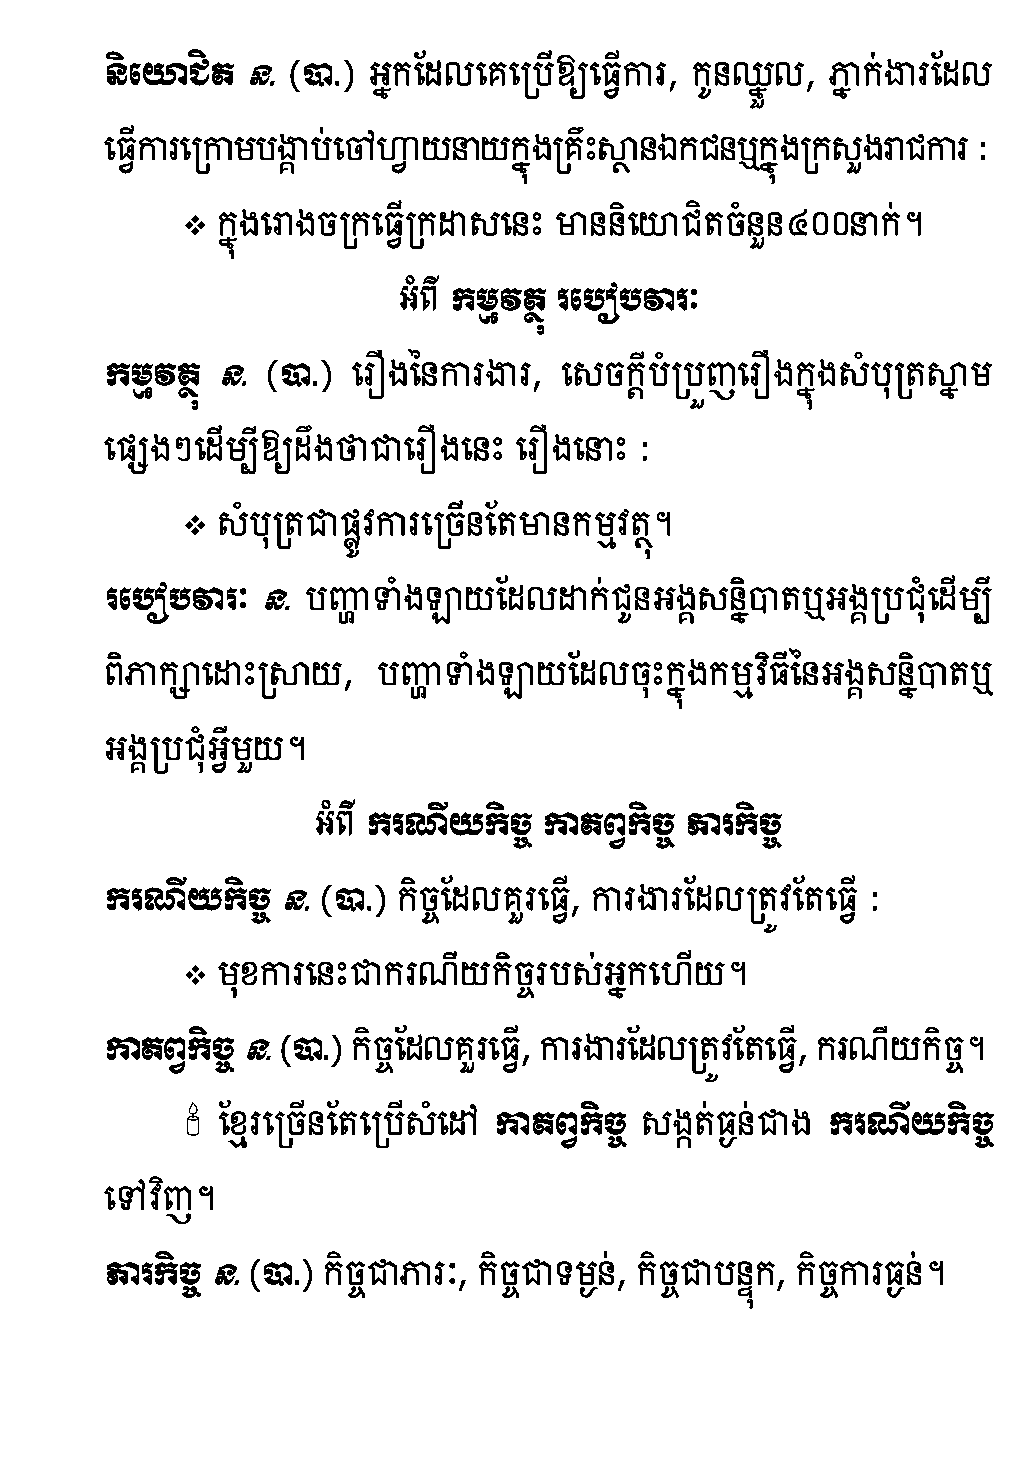 និយោជិត ន. (បា.) អ្នកដែលគេប្រើឱ្យធ្វើការ, កូនឈ្នួល, ភ្នាក់ងារដែល
ធ្វើការក្រោមបង្គាប់ចៅហ្វាយនាយក្នុងគ្រឹះស្ថានឯកជនឬក្នុងក្រសួងរាជការ :
❖ ក្នុងរោងចក្រធ្វើក្រដាសនេះ មាននិយោជិតចំនួន៤០០នាក់។
អំពី កម្មវត្ថុ របៀបវារៈ
កម្មវត្ថុ ន. (បា.) រឿងនៃការងារ, សេចក្ដីបំប្រួញរឿងក្នុងសំបុត្រស្នាម
ផ្សេងៗដើម្បីឱ្យដឹងថាជារឿងនេះ រឿងនោះ :
❖ សំបុត្រជាផ្លូវការច្រើនតែមានកម្មវត្ថុ។
របៀបវារៈ ន. បញ្ហាទាំងឡាយដែលដាក់ជូនអង្គសន្និបាតឬអង្គប្រជុំដើម្បី
ពិភាក្សាដោះស្រាយ, បញ្ហាទាំងឡាយដែលចុះក្នុងកម្មវិធីនៃអង្គសន្និបាតឬ
អង្គប្រជុំអ្វីមួយ។
អំពី ករណីយកិច្ច កាតព្វកិច្ច ភារកិច្ច
ករណីយកិច្ច ន. (បា.) កិច្ចដែលគួរធ្វើ, ការងារដែលត្រូវតែធ្វើ :
❖ មុខការនេះជាករណីយកិច្ចរបស់អ្នកហើយ។
កាតព្វកិច្ច ន. (បា.) កិច្ចដែលគួរធ្វើ, ការងារដែលត្រូវតែធ្វើ, ករណីយកិច្ច។
ខ្មែរច្រើនតែប្រើសំដៅ កាតព្វកិច្ច សង្កត់ធ្ងន់ជាង ករណីយកិច្ច
ទៅវិញ។
ភារកិច្ច ន. (បា.) កិច្ចជាភារៈ, កិច្ចជាទម្ងន់, កិច្ចជាបន្ទុក, កិច្ចការធ្ងន់។